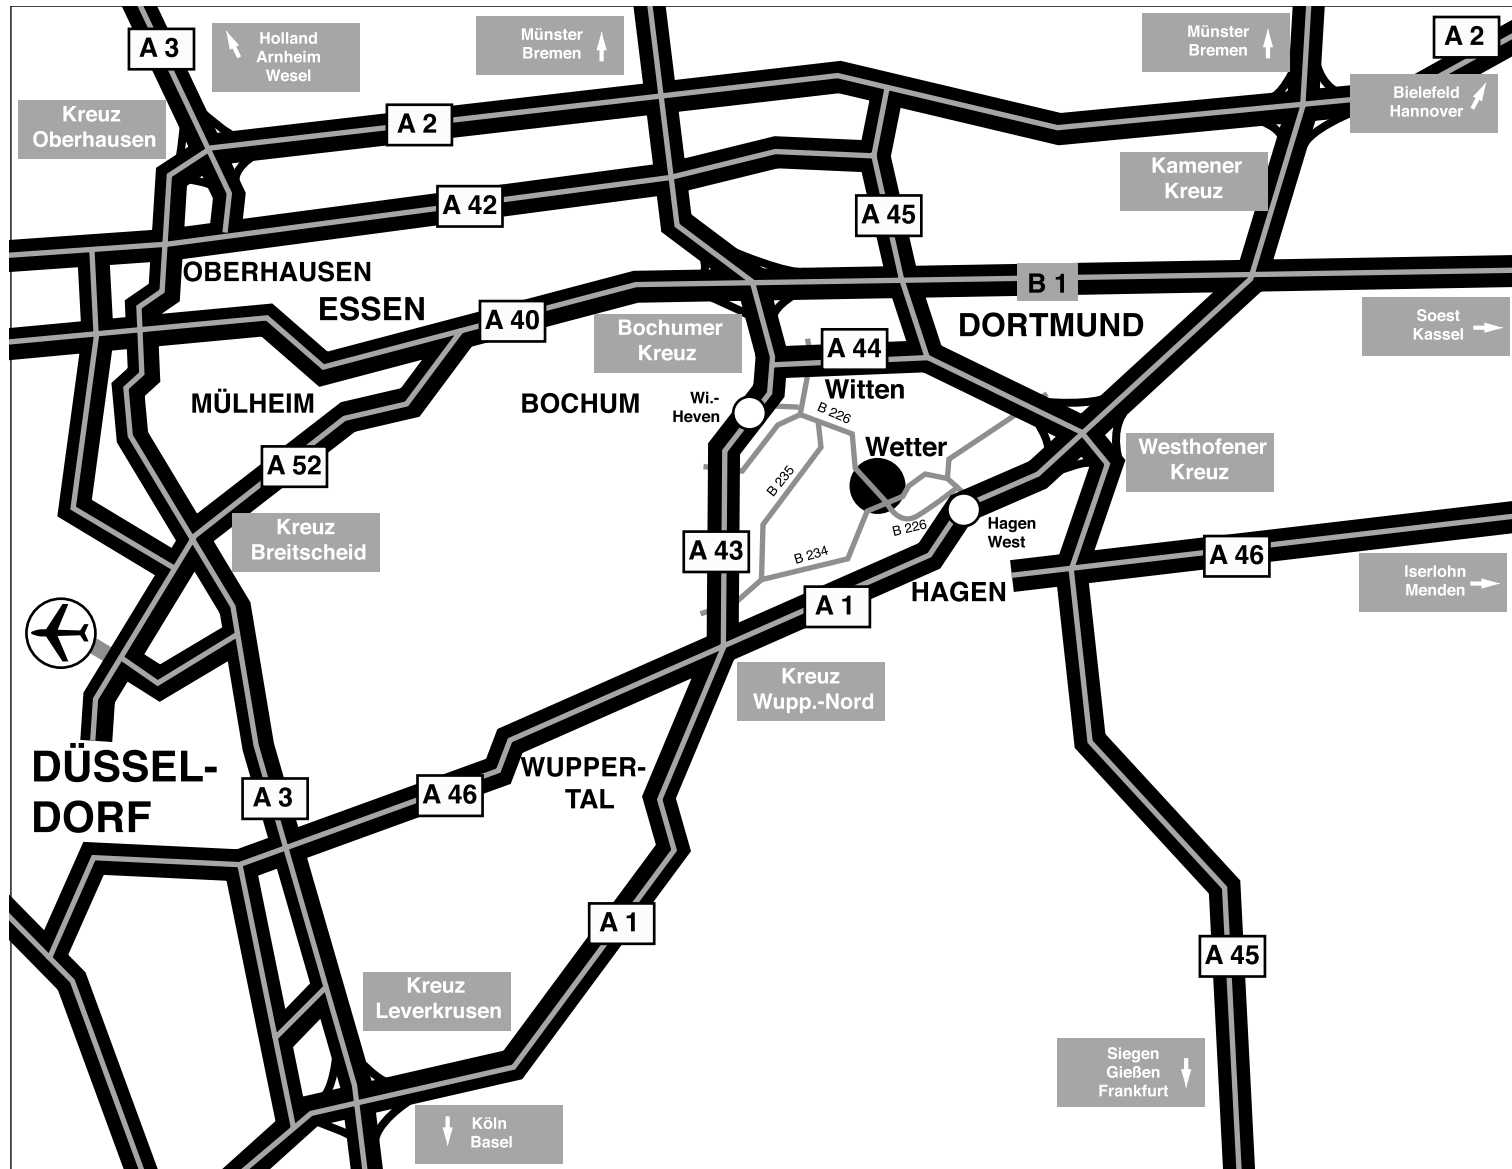 A 3
Holland
Arnheim
Wesel
Münster
Bremen
Münster
Bremen
A 2
Bielefeld
Hannover
Kreuz
Oberhausen
A 2
Kamener
Kreuz
A 42
A 45
OBERHAUSEN
ESSEN
A 40
B 1
Bochumer
Kreuz
DORTMUND
Soest
Kassel
A 44
MÜLHEIM
BOCHUM
Wi.-
Heven
Witten
B 226
Wetter
Westhofener
Kreuz
A 52
B 235
Kreuz
Breitscheid
A 43
B 234
B 226
Hagen
West
A 46
HAGEN
Iserlohn
Menden
A 1
Kreuz
Wupp.-Nord
DÜSSEL-
DORF
A 3
A 46
WUPPER-
TAL
A 1
A 45
Kreuz
Leverkrusen
Siegen
Gießen
Frankfurt
Köln
Basel